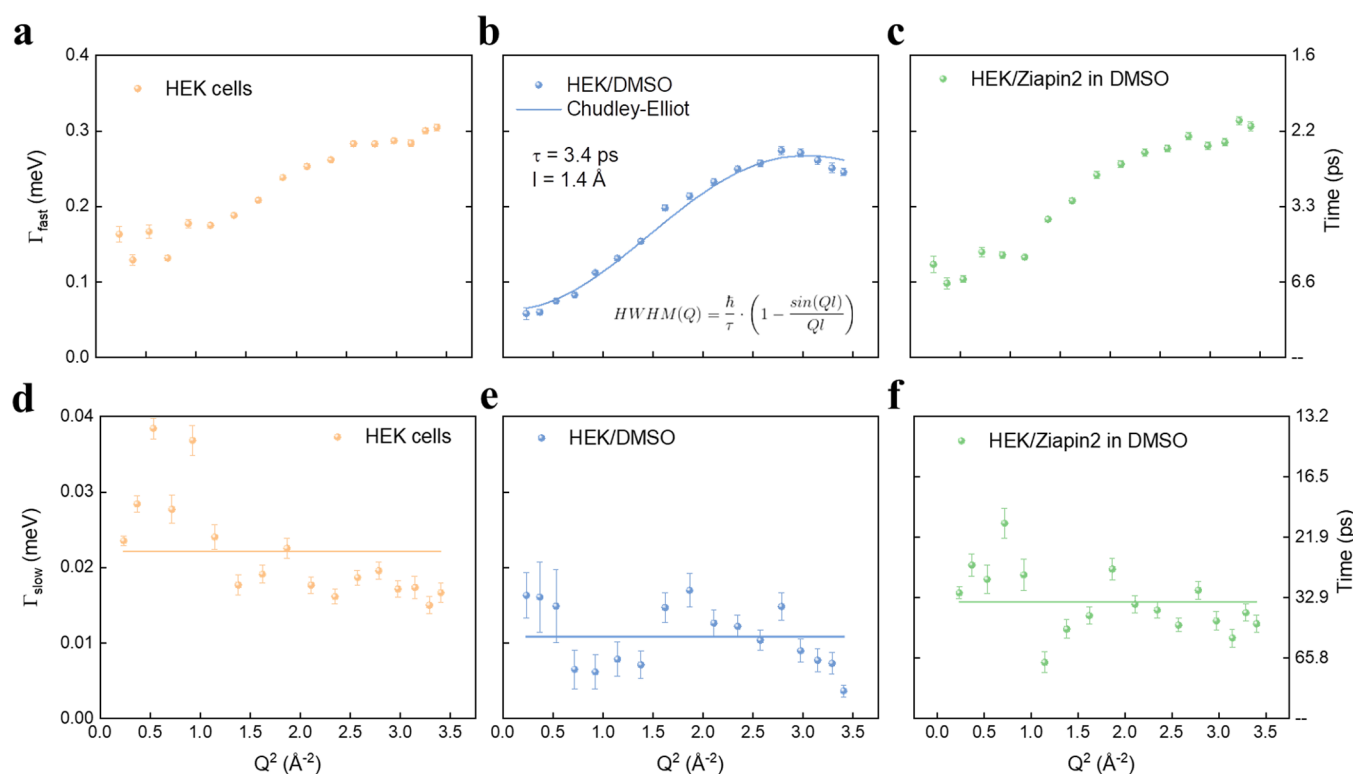 a
b
c
0.4
0.3
0.2
0.1
0.0
Γfast (meV)
HEK cells
HEK/DMSO
Chudley-Elliot
τ = 3.4 ps
l = 1.4 Å
HWHM(Q) = ħ/τ · (1 − sin(Ql)/Ql)
HEK/Ziapin2 in DMSO
1.6
2.2
3.3
6.6
--
Time (ps)
d
e
f
0.04
0.03
0.02
0.01
0.00
Γslow (meV)
HEK cells
HEK/DMSO
HEK/Ziapin2 in DMSO
13.2
16.5
21.9
32.9
65.8
--
Time (ps)
0.0 0.5 1.0 1.5 2.0 2.5 3.0 3.5
0.0 0.5 1.0 1.5 2.0 2.5 3.0 3.5
0.0 0.5 1.0 1.5 2.0 2.5 3.0 3.5
Q² (Å⁻²)
Q² (Å⁻²)
Q² (Å⁻²)